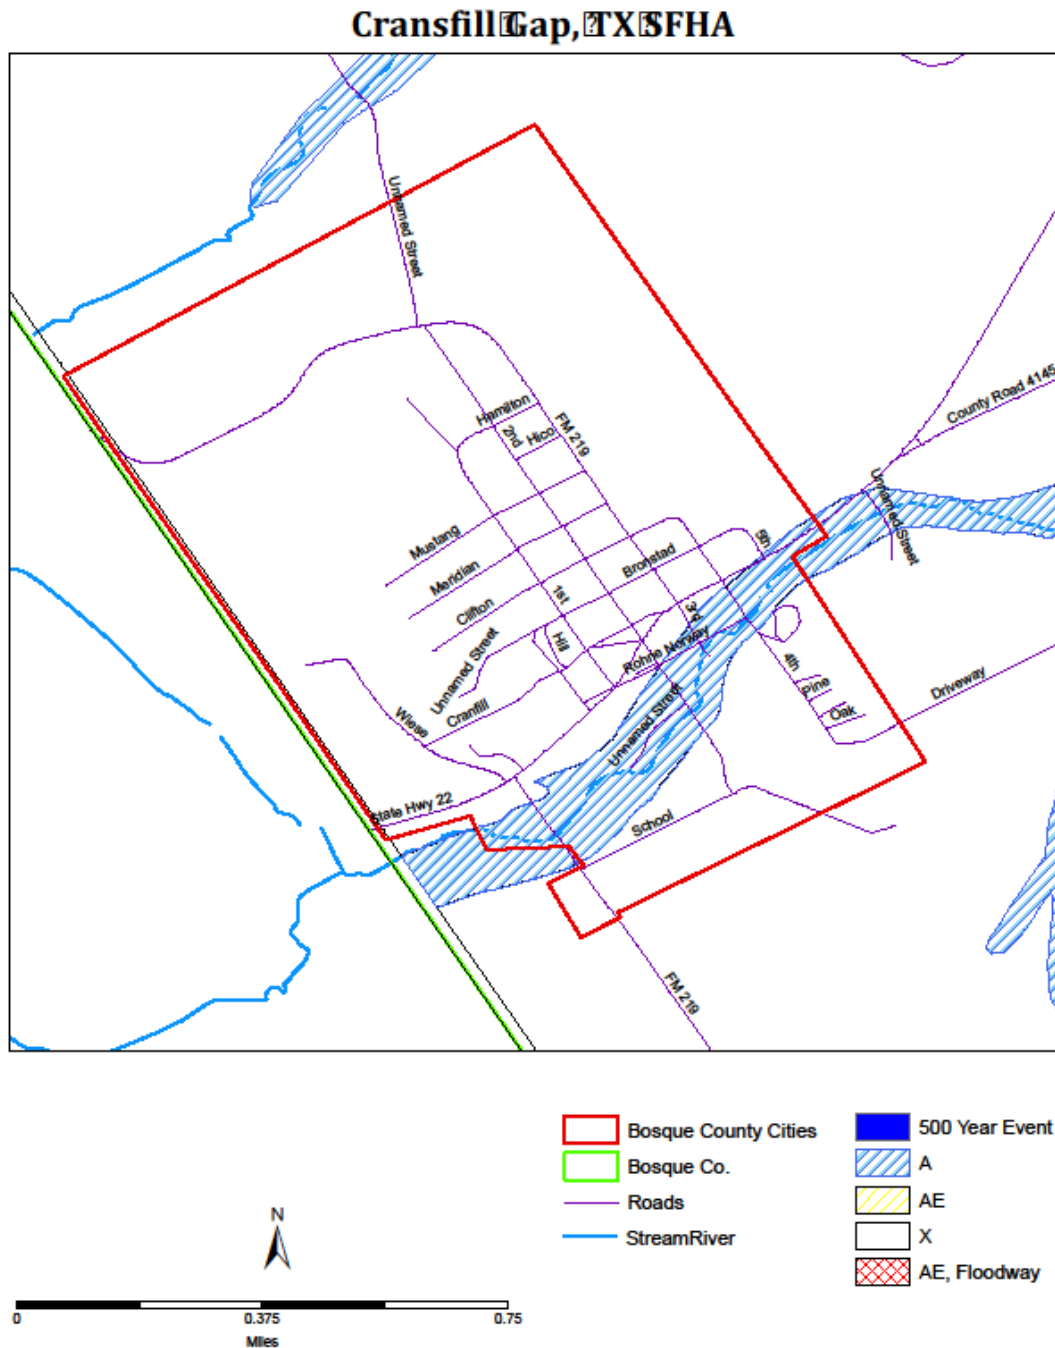 Cransfill Gap, TX SFHA
Unnamed Street
County Road 4145
Hamilton
2nd
Hico
FM 219
Unnamed Street
Mustang
Meridian
Clifton
Bronstad
5th
1st
3rd
Hill
Rohne Norway
Unnamed Street
4th
Pine
Oak
Driveway
Wiese
Cranfill
Unnamed Street
State Hwy 22
School
FM 219
Bosque County Cities
Bosque Co.
Roads
StreamRiver
500 Year Event
A
AE
X
AE, Floodway
N
0
0.375
0.75
Miles